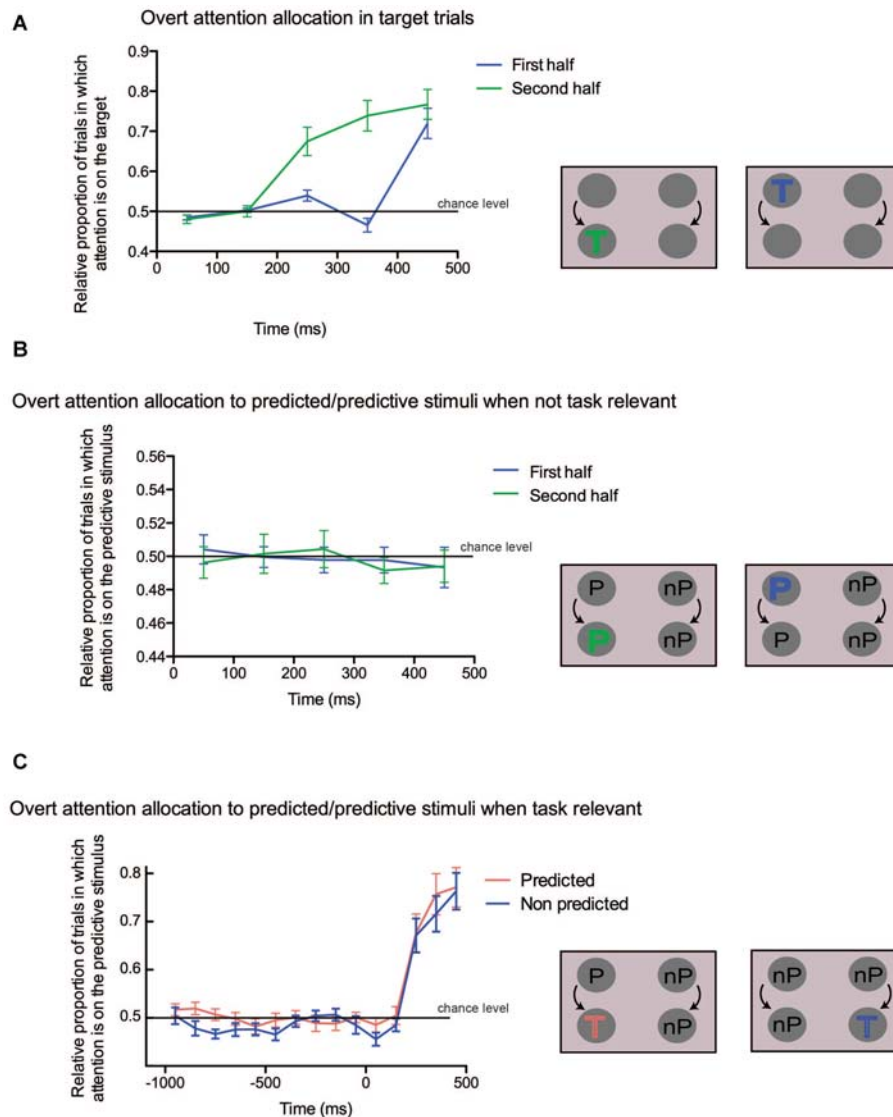 A
Overt attention allocation in target trials
Relative proportion of trials in which
attention is on the target
0.9
0.8
0.7
0.6
0.5
0.4
0
100
200
300
400
500
Time (ms)
First half
Second half
chance level
T
T
B
Overt attention allocation to predicted/predictive stimuli when not task relevant
Relative proportion of trials in which
attention is on the predictive stimulus
0.56
0.54
0.52
0.50
0.48
0.46
0.44
0
100
200
300
400
500
Time (ms)
First half
Second half
chance level
P nP
P nP
P nP
P nP
C
Overt attention allocation to predicted/predictive stimuli when task relevant
Relative proportion of trials in which
attention is on the predictive stimulus
0.8
0.7
0.6
0.5
-1000
-500
0
500
Time (ms)
Predicted
Non predicted
chance level
P nP
T nP
nP nP
nP T